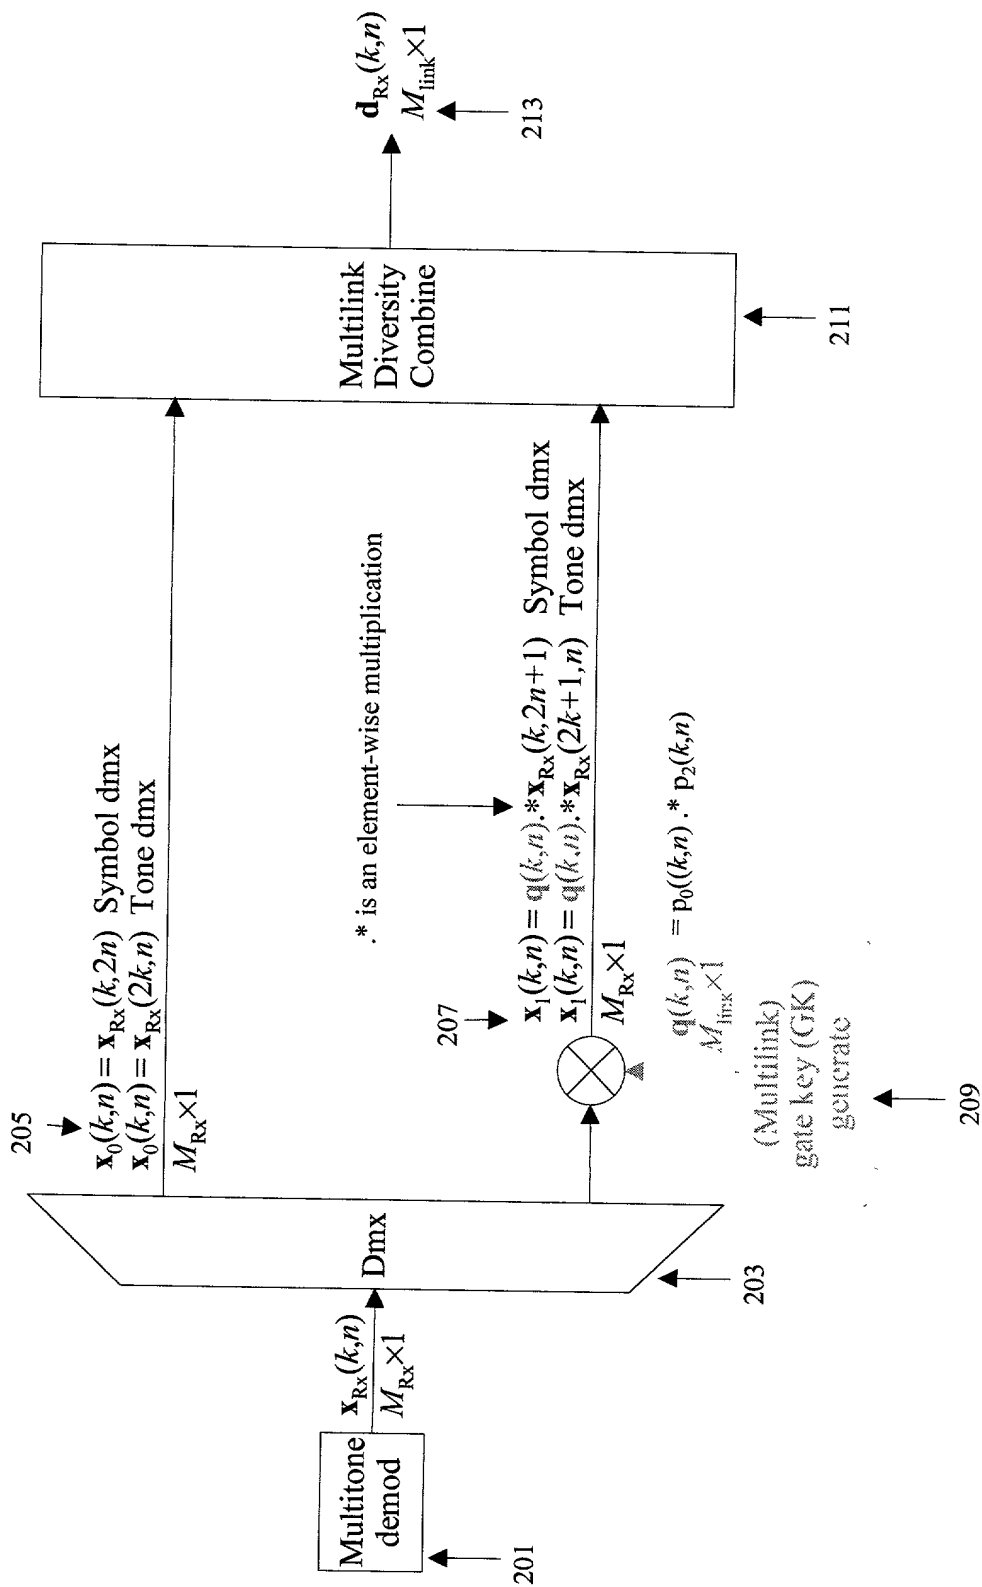 Multitone
demod
201
x_Rx(k,n)
M_Rx×1
Dmx
203
205
x_0(k,n) = x_Rx(k,2n) Symbol dmx
x_0(k,n) = x_Rx(2k,n) Tone dmx
M_Rx×1
.* is an element-wise multiplication
207
x_1(k,n) = q(k,n).*x_Rx(k,2n+1) Symbol dmx
x_1(k,n) = q(k,n).*x_Rx(2k+1,n) Tone dmx
M_Rx×1
q(k,n) = p_0((k,n) .* p_2(k,n)
M_link×1
(Multilink)
gate key (GK)
generate
209
Multilink
Diversity
Combine
211
d_Rx(k,n)
M_link×1
213